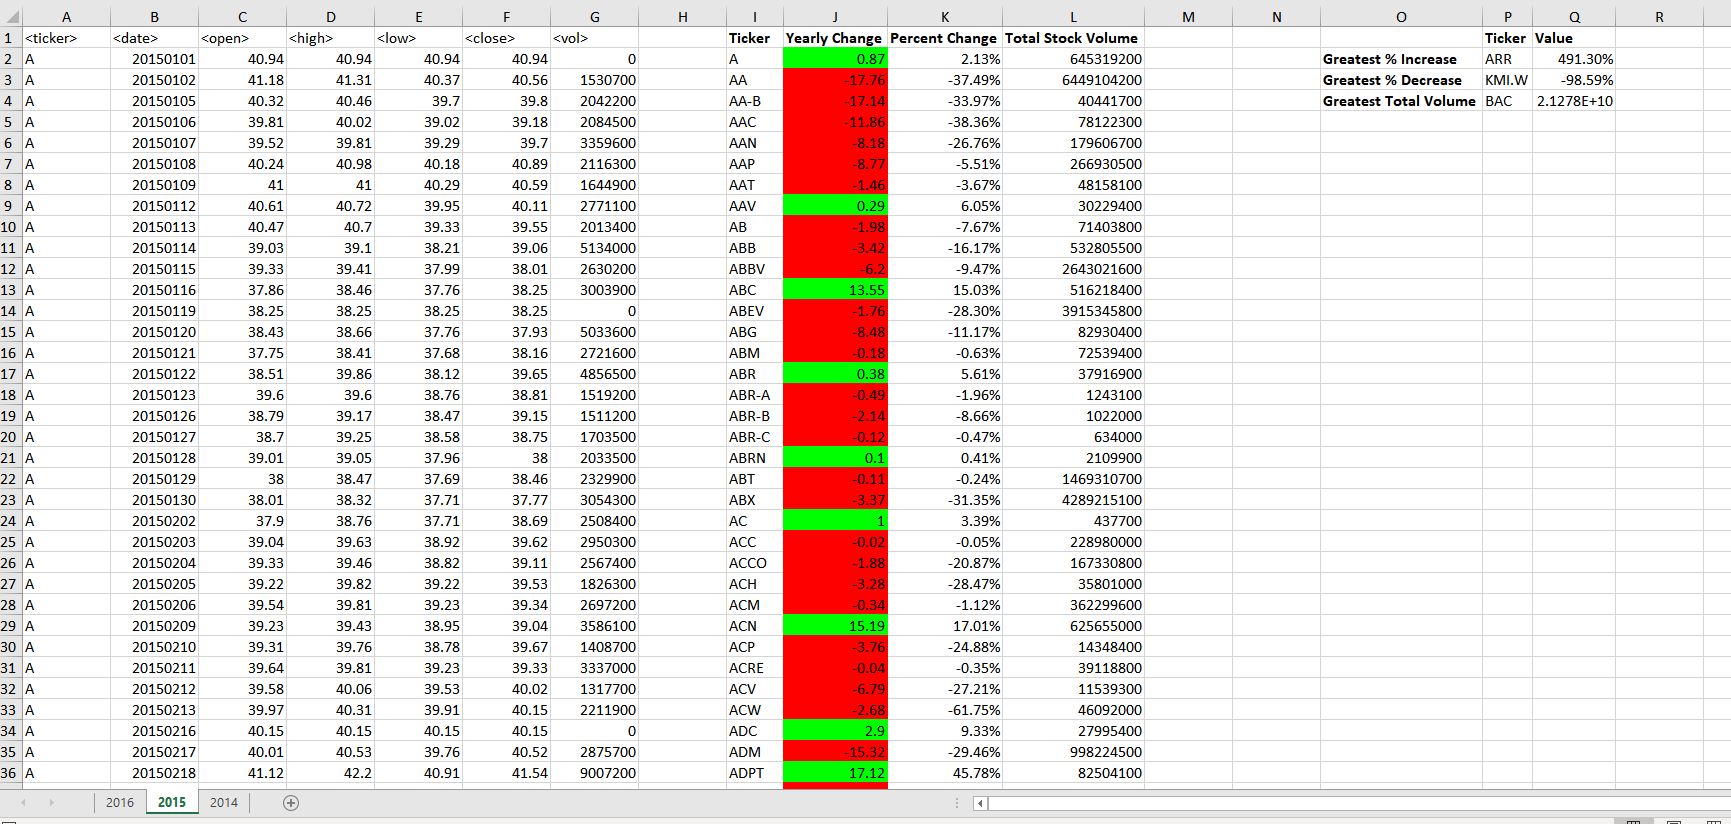 A B C D E F G H I J K L M N O P Q R
1 <ticker> <date> <open> <high> <low> <close> <vol> Ticker Yearly Change Percent Change Total Stock Volume Ticker Value
2 A 20150101 40.94 40.94 40.94 40.94 0 A 0.87 2.13% 645319200 Greatest % Increase ARR 491.30%
3 A 20150102 41.18 41.31 40.37 40.56 1530700 AA -17.76 -37.49% 6449104200 Greatest % Decrease KMI.W -98.59%
4 A 20150105 40.32 40.46 39.7 39.8 2042200 AA-B -17.14 -33.97% 40441700 Greatest Total Volume BAC 2.1278E+10
5 A 20150106 39.81 40.02 39.02 39.18 2084500 AAC -11.86 -38.36% 78122300
6 A 20150107 39.52 39.81 39.29 39.7 3359600 AAN -8.18 -26.76% 179606700
7 A 20150108 40.24 40.98 40.18 40.89 2116300 AAP -8.77 -5.51% 266930500
8 A 20150109 41 41 40.29 40.59 1644900 AAT -1.46 -3.67% 48158100
9 A 20150112 40.61 40.72 39.95 40.11 2771100 AAV 0.29 6.05% 30229400
10 A 20150113 40.47 40.7 39.33 39.55 2013400 AB -1.98 -7.67% 71403800
11 A 20150114 39.03 39.1 38.21 39.06 5134000 ABB -3.42 -16.17% 532805500
12 A 20150115 39.33 39.41 37.99 38.01 2630200 ABBV -6.2 -9.47% 2643021600
13 A 20150116 37.86 38.46 37.76 38.25 3003900 ABC 13.55 15.03% 516218400
14 A 20150119 38.25 38.25 38.25 38.25 0 ABEV -1.76 -28.30% 3915345800
15 A 20150120 38.43 38.66 37.76 37.93 5033600 ABG -8.48 -11.17% 82930400
16 A 20150121 37.75 38.41 37.68 38.16 2721600 ABM -0.18 -0.63% 72539400
17 A 20150122 38.51 39.86 38.12 39.65 4856500 ABR 0.38 5.61% 37916900
18 A 20150123 39.6 39.6 38.76 38.81 1519200 ABR-A -0.49 -1.96% 1243100
19 A 20150126 38.79 39.17 38.47 39.15 1511200 ABR-B -2.14 -8.66% 1022000
20 A 20150127 38.7 39.25 38.58 38.75 1703500 ABR-C -0.12 -0.47% 634000
21 A 20150128 39.01 39.05 37.96 38 2033500 ABRN 0.1 0.41% 2109900
22 A 20150129 38 38.47 37.69 38.46 2329900 ABT -0.11 -0.24% 1469310700
23 A 20150130 38.01 38.32 37.71 37.77 3054300 ABX -3.37 -31.35% 4289215100
24 A 20150202 37.9 38.76 37.71 38.69 2508400 AC 1 3.39% 437700
25 A 20150203 39.04 39.63 38.92 39.62 2950300 ACC -0.02 -0.05% 228980000
26 A 20150204 39.33 39.46 38.82 39.11 2567400 ACCO -1.88 -20.87% 167330800
27 A 20150205 39.22 39.82 39.22 39.53 1826300 ACH -3.28 -28.47% 35801000
28 A 20150206 39.54 39.81 39.23 39.34 2697200 ACM -0.34 -1.12% 362299600
29 A 20150209 39.23 39.43 38.95 39.04 3586100 ACN 15.19 17.01% 625655000
30 A 20150210 39.31 39.76 38.78 39.67 1408700 ACP -3.76 -24.88% 14348400
31 A 20150211 39.64 39.81 39.23 39.33 3337000 ACRE -0.04 -0.35% 39118800
32 A 20150212 39.58 40.06 39.53 40.02 1317700 ACV -6.79 -27.21% 11539300
33 A 20150213 39.97 40.31 39.91 40.15 2211900 ACW -2.68 -61.75% 46092000
34 A 20150216 40.15 40.15 40.15 40.15 0 ADC 2.9 9.33% 27995400
35 A 20150217 40.01 40.53 39.76 40.52 2875700 ADM -15.32 -29.46% 998224500
36 A 20150218 41.12 42.2 40.91 41.54 9007200 ADPT 17.12 45.78% 82504100
2016 2015 2014